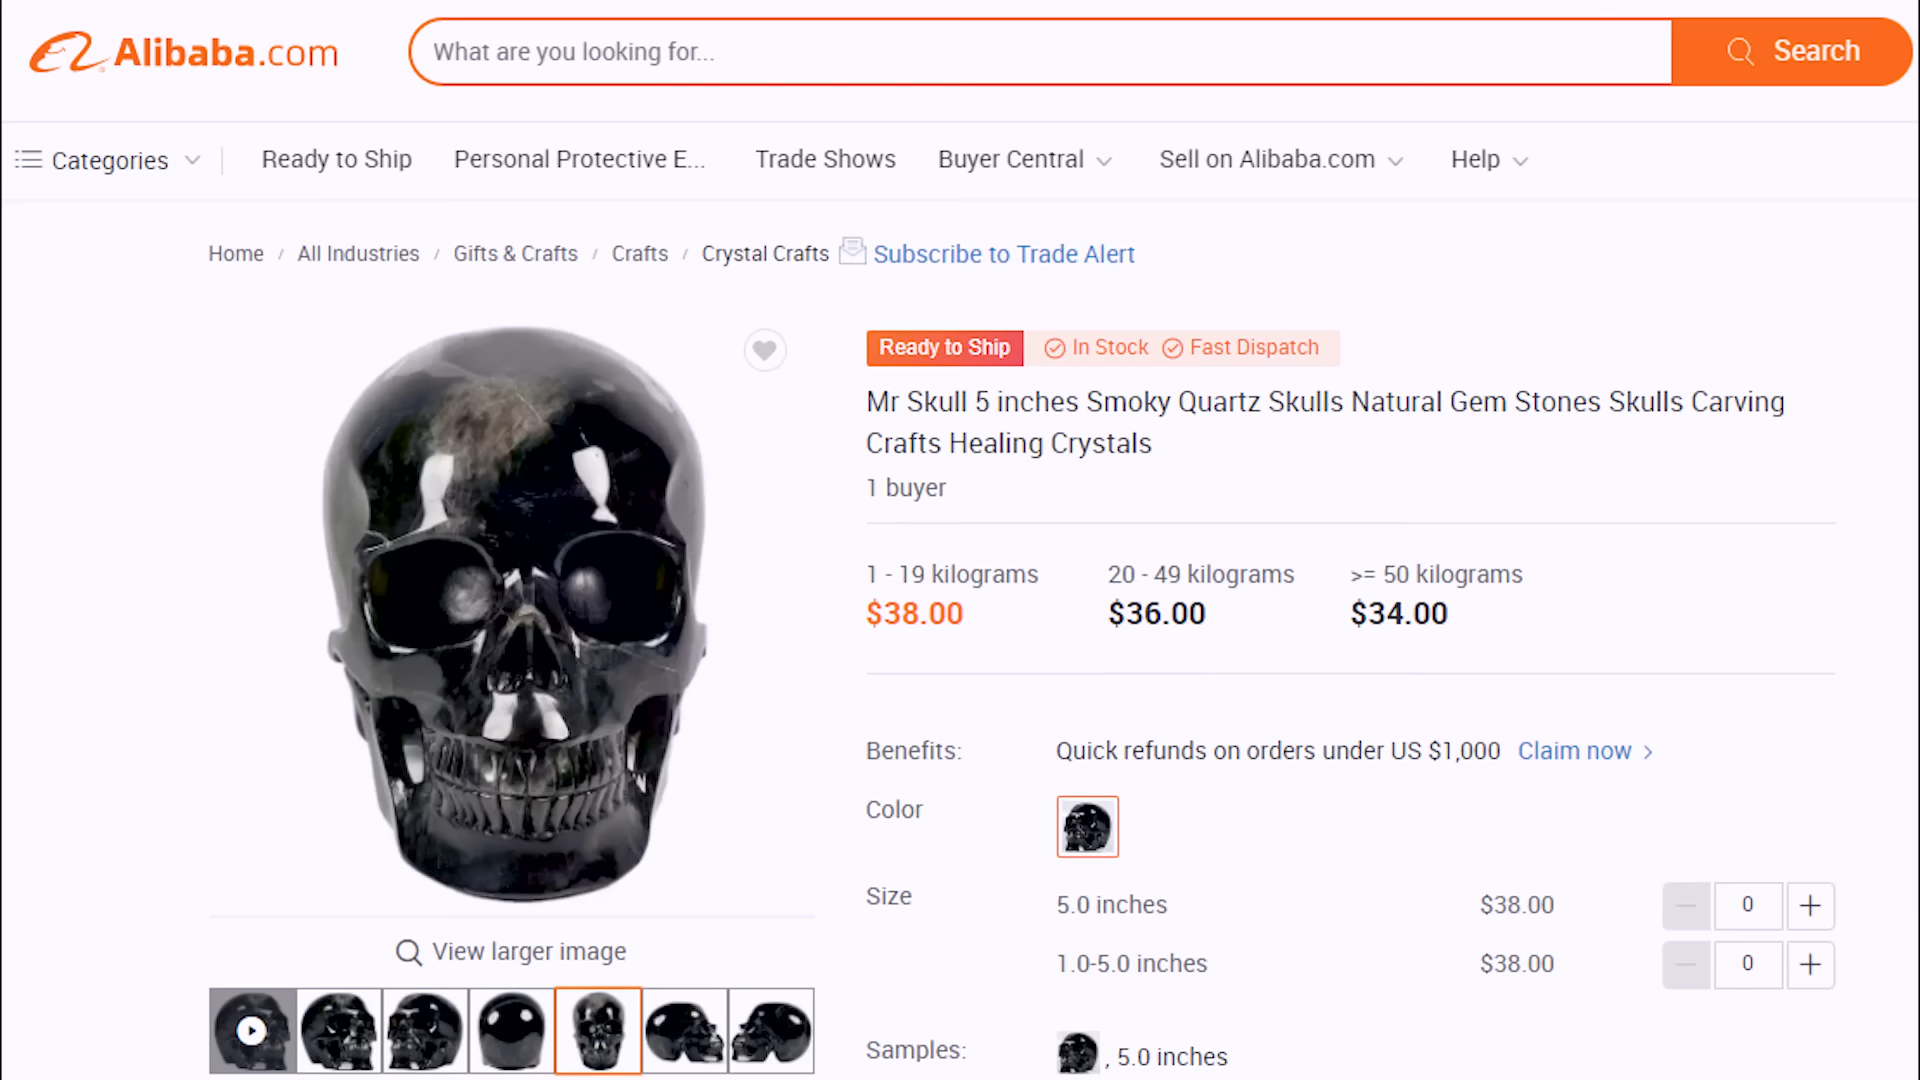 Alibaba.com
What are you looking for...
Search
Categories
Ready to Ship
Personal Protective E...
Trade Shows
Buyer Central
Sell on Alibaba.com
Help
Home / All Industries / Gifts & Crafts / Crafts / Crystal Crafts Subscribe to Trade Alert
Ready to Ship In Stock Fast Dispatch
Mr Skull 5 inches Smoky Quartz Skulls Natural Gem Stones Skulls Carving
Crafts Healing Crystals
1 buyer
1 - 19 kilograms
$38.00
20 - 49 kilograms
$36.00
>= 50 kilograms
$34.00
Benefits: Quick refunds on orders under US $1,000 Claim now >
Color
Size
5.0 inches $38.00 0
1.0-5.0 inches $38.00 0
Samples: , 5.0 inches
View larger image